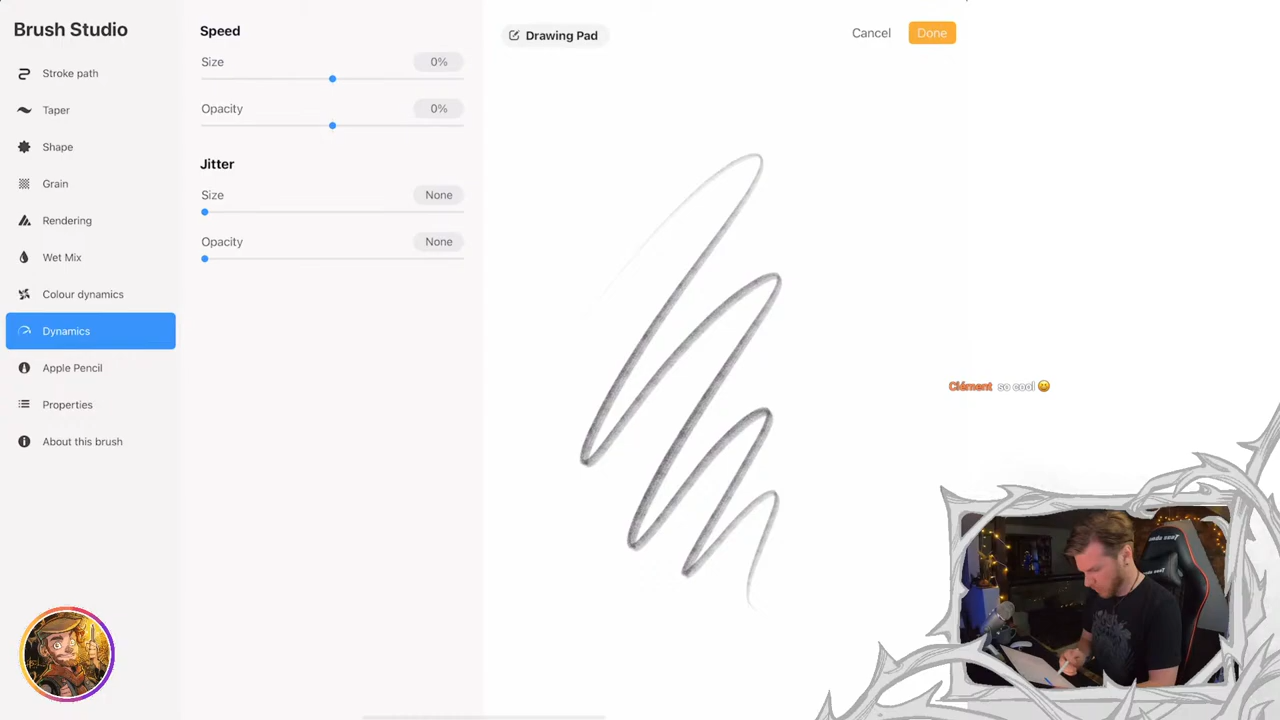 Brush Studio
Stroke path
Taper
Shape
Grain
Rendering
Wet Mix
Colour dynamics
Dynamics
Apple Pencil
Properties
About this brush
Speed
Size 0%
Opacity 0%
Jitter
Size None
Opacity None
Drawing Pad
Cancel
Done
Clément so cool